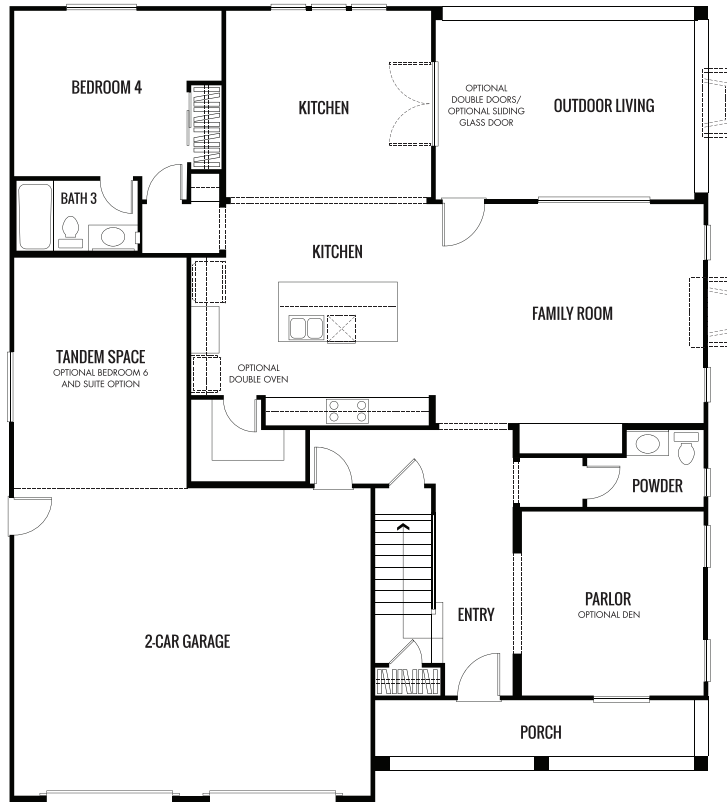 BEDROOM 4
KITCHEN
OPTIONAL
DOUBLE DOORS/
OPTIONAL SLIDING
GLASS DOOR
OUTDOOR LIVING
BATH 3
KITCHEN
FAMILY ROOM
TANDEM SPACE
OPTIONAL BEDROOM 6
AND SUITE OPTION
OPTIONAL
DOUBLE OVEN
POWDER
PARLOR
OPTIONAL DEN
ENTRY
2-CAR GARAGE
PORCH